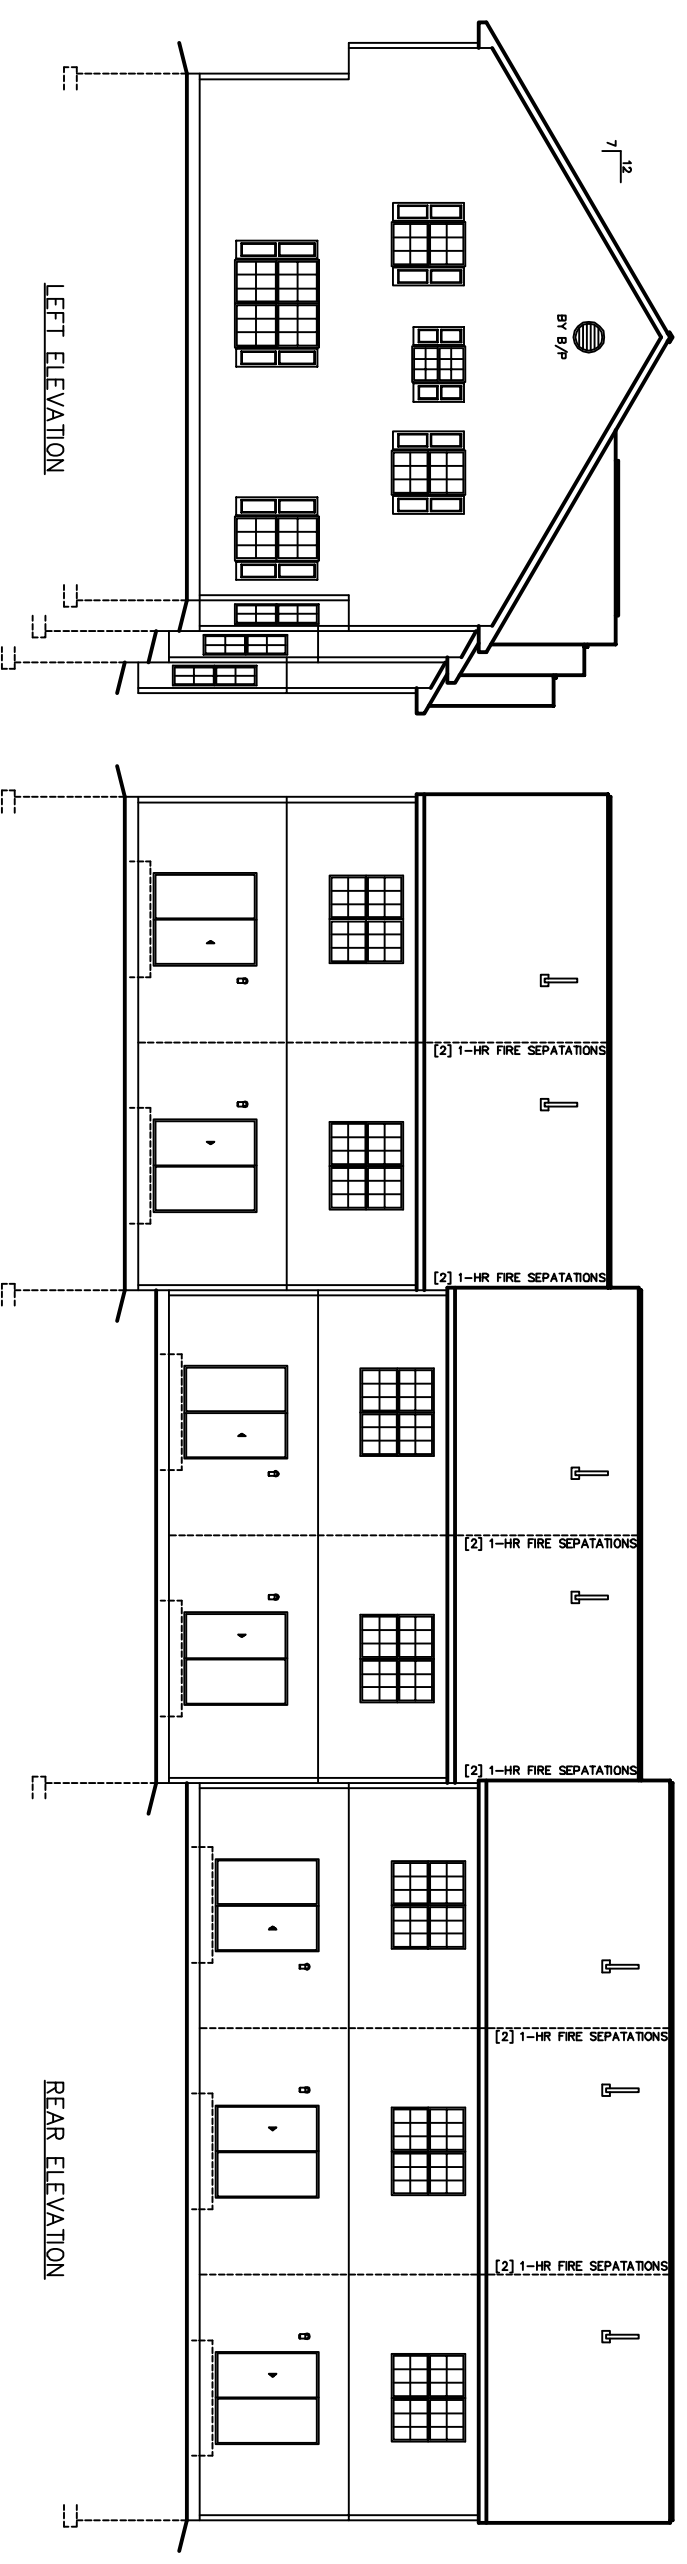 12
7
BY B/P
LEFT ELEVATION
[2] 1-HR FIRE SEPATATIONS
[2] 1-HR FIRE SEPATATIONS
[2] 1-HR FIRE SEPATATIONS
[2] 1-HR FIRE SEPATATIONS
[2] 1-HR FIRE SEPATATIONS
[2] 1-HR FIRE SEPATATIONS
REAR ELEVATION